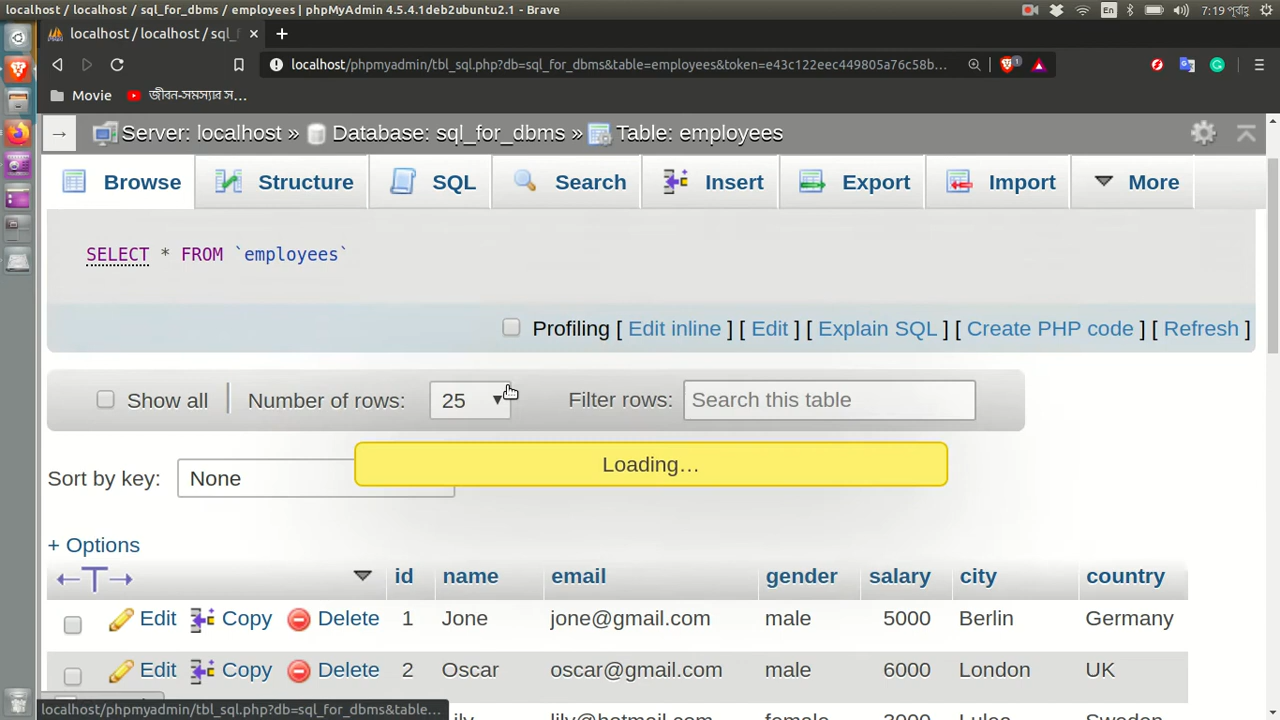 localhost / localhost / sql_for_dbms / employees | phpMyAdmin 4.5.4.1deb2ubuntu2.1 - Brave
En
7:19 পূর্বাহ্ণ
localhost / localhost / sql_f
localhost/phpmyadmin/tbl_sql.php?db=sql_for_dbms&table=employees&token=e43c122eec449805a76c58b...
1
Movie
জীবন-সমস্যার স...
Server: localhost » Database: sql_for_dbms » Table: employees
Browse Structure SQL Search Insert Export Import More
SELECT * FROM `employees`
Profiling [ Edit inline ] [ Edit ] [ Explain SQL ] [ Create PHP code ] [ Refresh ]
Show all | Number of rows: 25 Filter rows: Search this table
Loading…
Sort by key: None
+ Options
←T→ id name email gender salary city country
Edit Copy Delete 1 Jone jone@gmail.com male 5000 Berlin Germany
Edit Copy Delete 2 Oscar oscar@gmail.com male 6000 London UK
localhost/phpmyadmin/tbl_sql.php?db=sql_for_dbms&table...